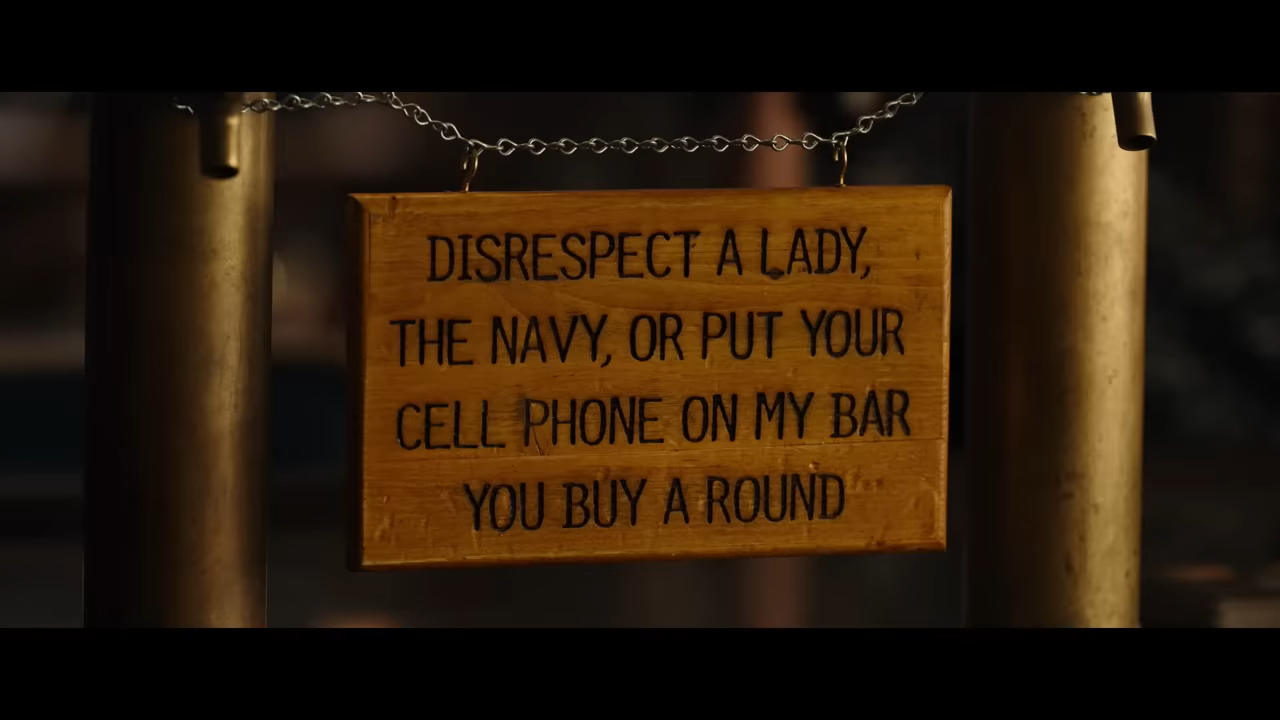 DISRESPECT A LADY,
THE NAVY, OR PUT YOUR
CELL PHONE ON MY BAR
YOU BUY A ROUND